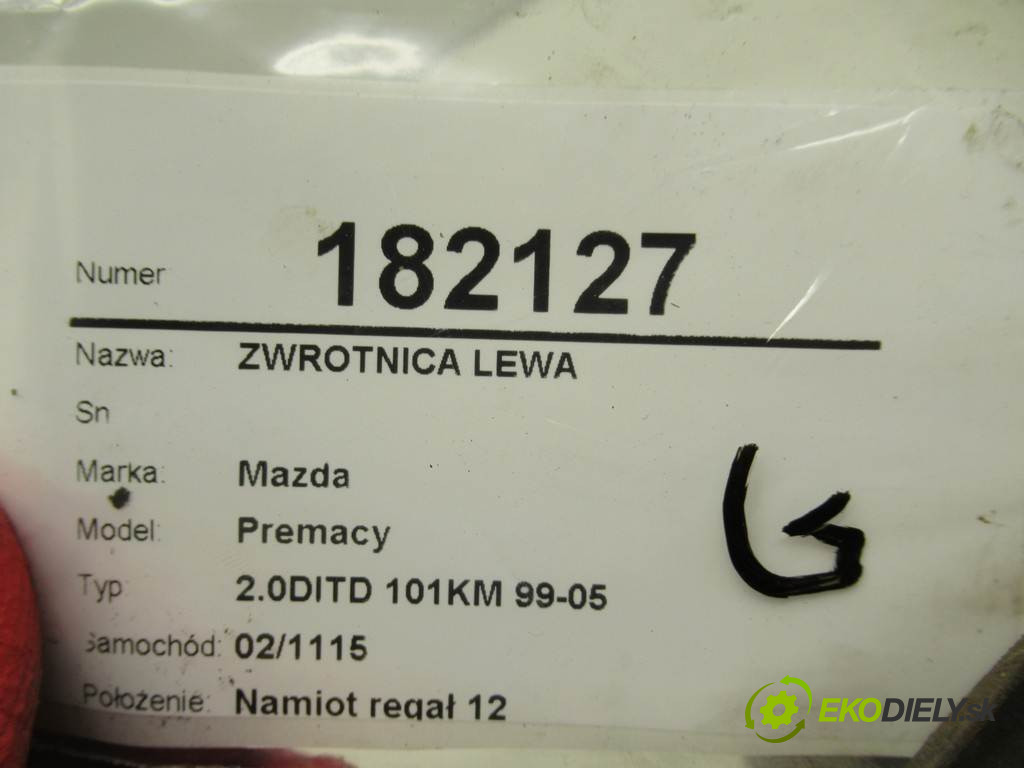 Numer 182127
Nazwa: ZWROTNICA LEWA
Sn
Marka: Mazda
Model: Premacy
Typ 2.0DITD 101KM 99-05
Samochód: 02/1115
Położenie: Namiot regał 12
EKODIELY.sk